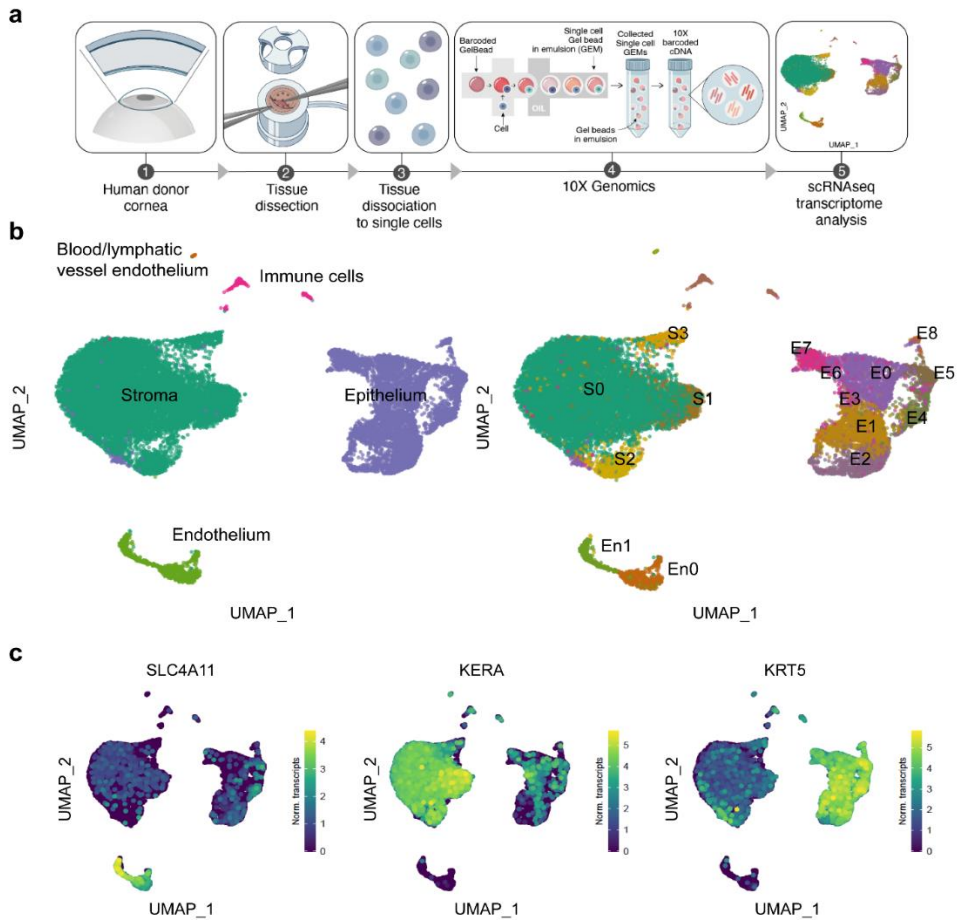 a
Barcoded
GelBead
Cell
OIL
Single cell
Gel bead
in emulsion (GEM)
Collected
Single cell
GEMs
10X
barcoded
cDNA
Gel beads
in emulsion
UMAP_2
UMAP_1
1
Human donor
cornea
2
Tissue
dissection
3
Tissue
dissociation
to single cells
4
10X Genomics
5
scRNAseq
transcriptome
analysis
b
Blood/lymphatic
vessel endothelium
Immune cells
Stroma
Epithelium
Endothelium
UMAP_2
UMAP_1
S3
S0
S1
S2
E8
E7
E6
E0
E5
E3
E4
E1
E2
En1
En0
UMAP_2
UMAP_1
c
SLC4A11
UMAP_2
UMAP_1
4
3
2
1
0
Norm. transcripts
KERA
UMAP_2
UMAP_1
5
4
3
2
1
0
Norm. transcripts
KRT5
UMAP_2
UMAP_1
5
4
3
2
1
0
Norm. transcripts